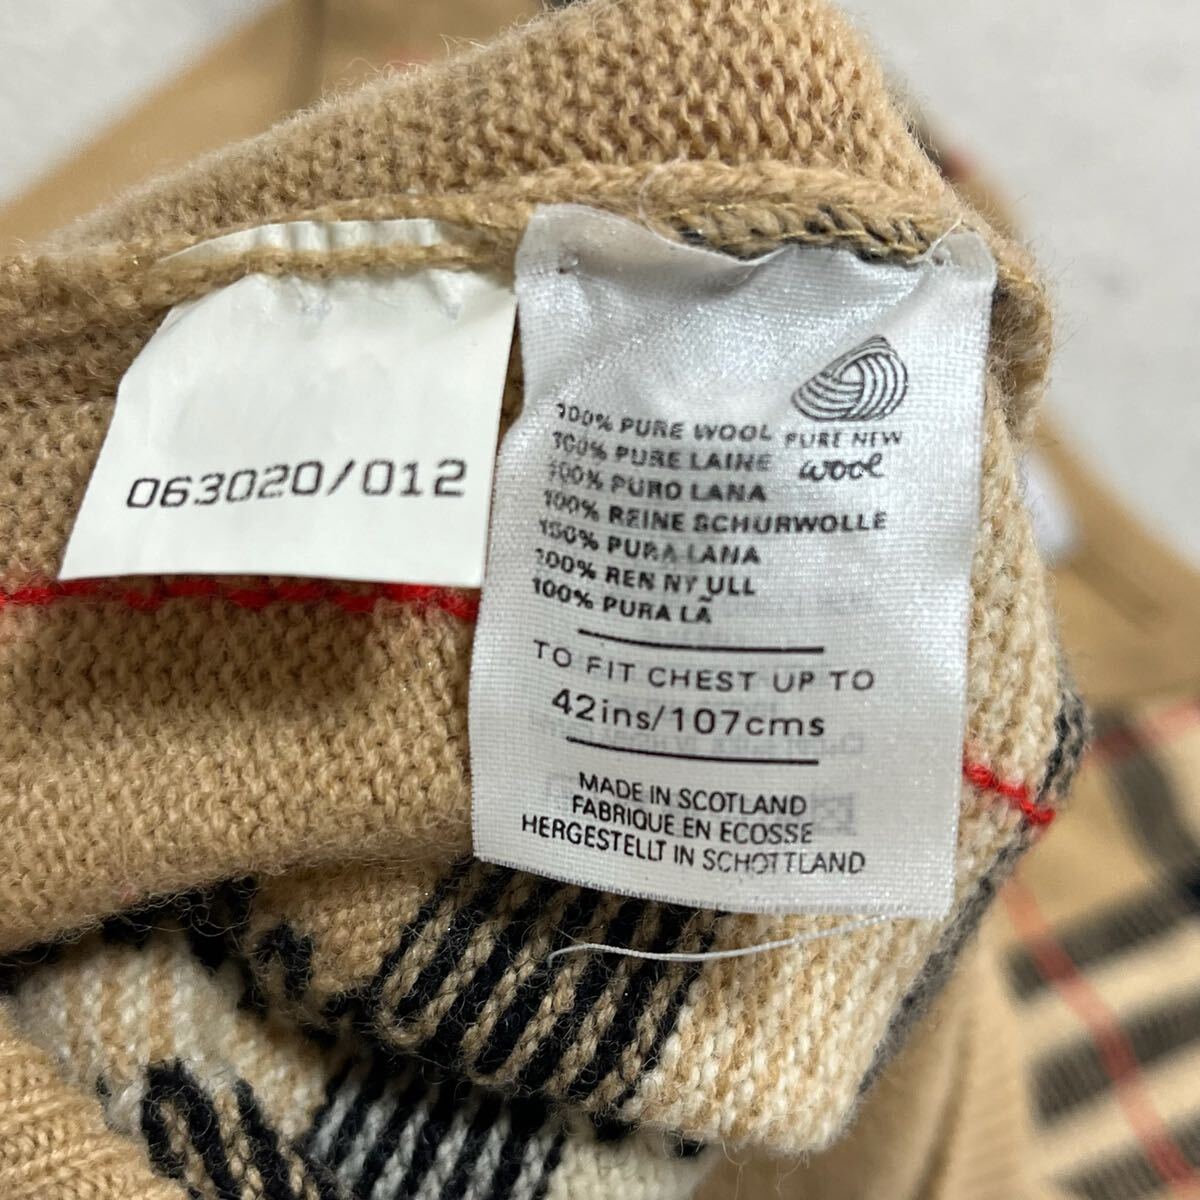 063020/012
PURE NEW
wool
100% PURE WOOL
100% PURE LAINE
100% PURO LANA
100% REINE SCHURWOLLE
100% PURA LANA
100% REN NY ULL
100% PURA LÃ
TO FIT CHEST UP TO
42ins/107cms
MADE IN SCOTLAND
FABRIQUE EN ECOSSE
HERGESTELLT IN SCHOTTLAND